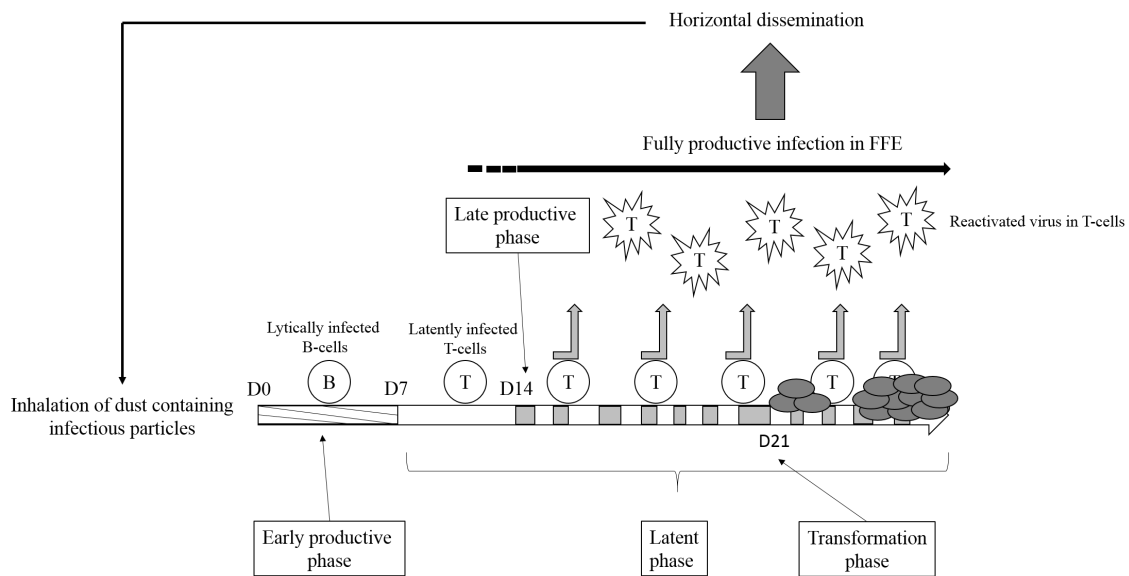 Horizontal dissemination
Fully productive infection in FFE
Late productive
phase
T
T
T
T
T
Reactivated virus in T-cells
Lytically infected
B-cells
Latently infected
T-cells
D0
B
D7
T
D14
T
T
T
T
T
Inhalation of dust containing
infectious particles
D21
Early productive
phase
Latent
phase
Transformation
phase